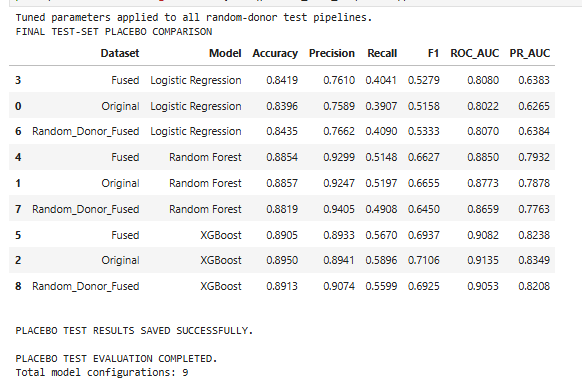 Tuned parameters applied to all random-donor test pipelines.
FINAL TEST-SET PLACEBO COMPARISON
Dataset Model Accuracy Precision Recall F1 ROC_AUC PR_AUC
3 Fused Logistic Regression 0.8419 0.7610 0.4041 0.5279 0.8080 0.6383
0 Original Logistic Regression 0.8396 0.7589 0.3907 0.5158 0.8022 0.6265
6 Random_Donor_Fused Logistic Regression 0.8435 0.7662 0.4090 0.5333 0.8070 0.6384
4 Fused Random Forest 0.8854 0.9299 0.5148 0.6627 0.8850 0.7932
1 Original Random Forest 0.8857 0.9247 0.5197 0.6655 0.8773 0.7878
7 Random_Donor_Fused Random Forest 0.8819 0.9405 0.4908 0.6450 0.8659 0.7763
5 Fused XGBoost 0.8905 0.8933 0.5670 0.6937 0.9082 0.8238
2 Original XGBoost 0.8950 0.8941 0.5896 0.7106 0.9135 0.8349
8 Random_Donor_Fused XGBoost 0.8913 0.9074 0.5599 0.6925 0.9053 0.8208
PLACEBO TEST RESULTS SAVED SUCCESSFULLY.
PLACEBO TEST EVALUATION COMPLETED.
Total model configurations: 9